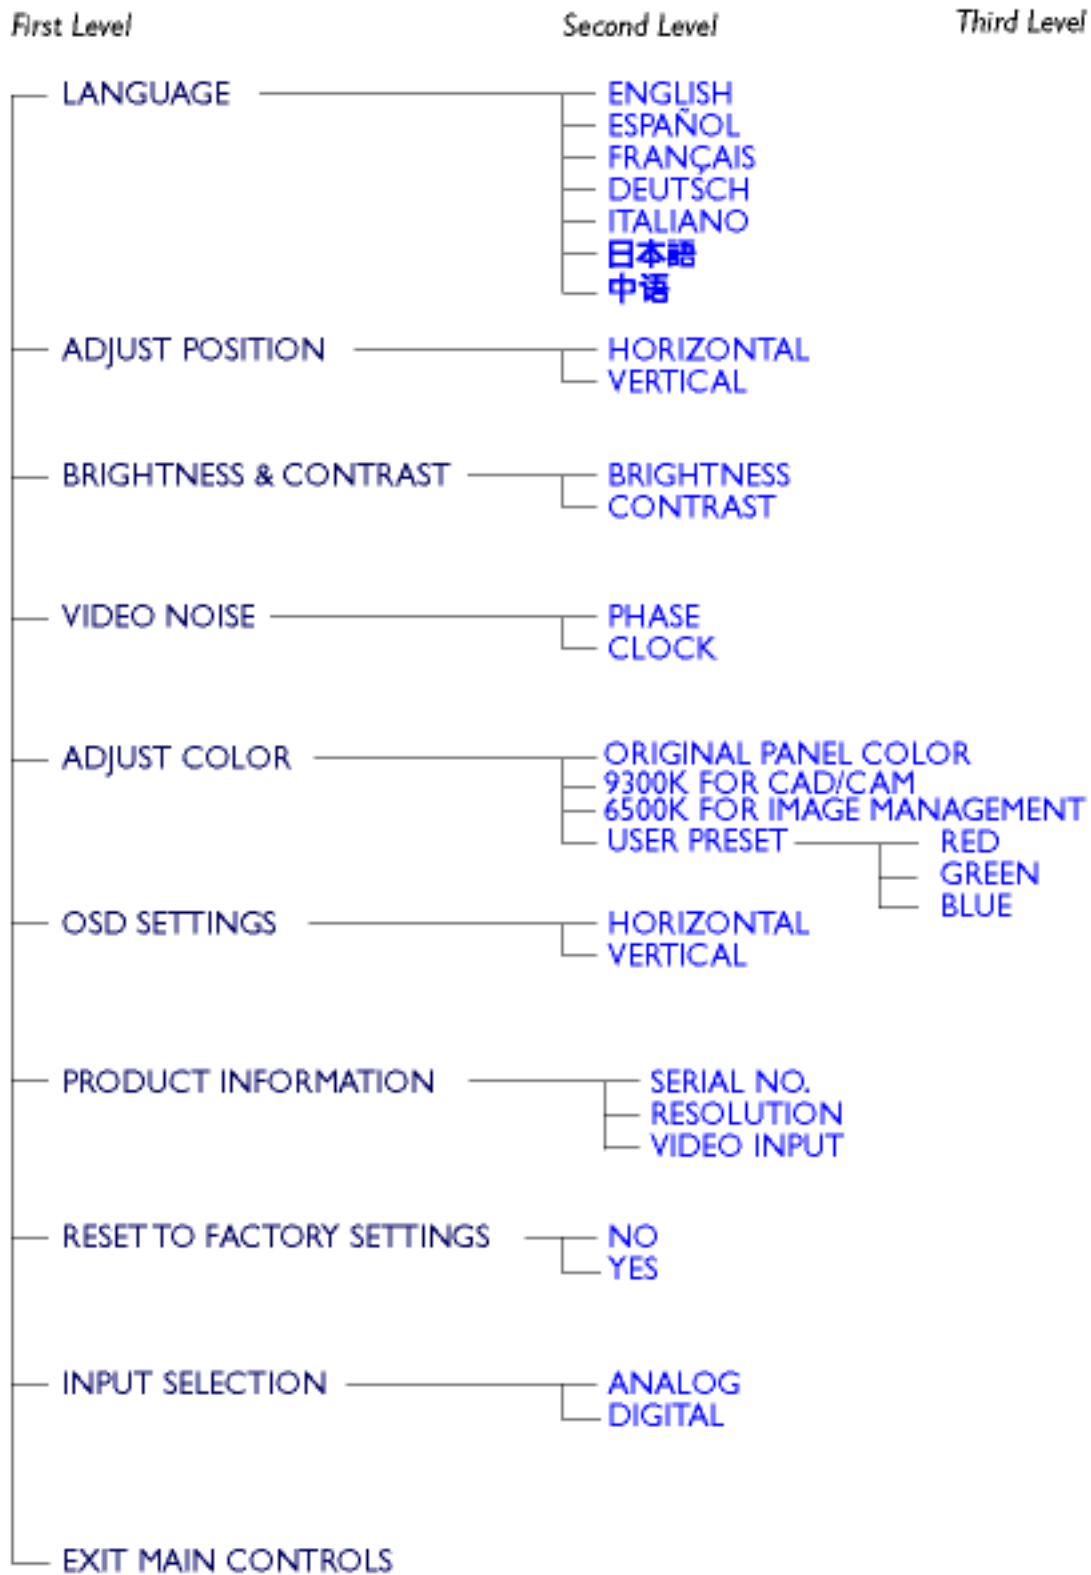 First Level Second Level Third Level
LANGUAGE ENGLISH
ESPAÑOL
FRANÇAIS
DEUTSCH
ITALIANO
日本語
中语
ADJUST POSITION HORIZONTAL
VERTICAL
BRIGHTNESS & CONTRAST BRIGHTNESS
CONTRAST
VIDEO NOISE PHASE
CLOCK
ADJUST COLOR ORIGINAL PANEL COLOR
9300K FOR CAD/CAM
6500K FOR IMAGE MANAGEMENT
USER PRESET RED
GREEN
BLUE
OSD SETTINGS HORIZONTAL
VERTICAL
PRODUCT INFORMATION SERIAL NO.
RESOLUTION
VIDEO INPUT
RESET TO FACTORY SETTINGS NO
YES
INPUT SELECTION ANALOG
DIGITAL
EXIT MAIN CONTROLS